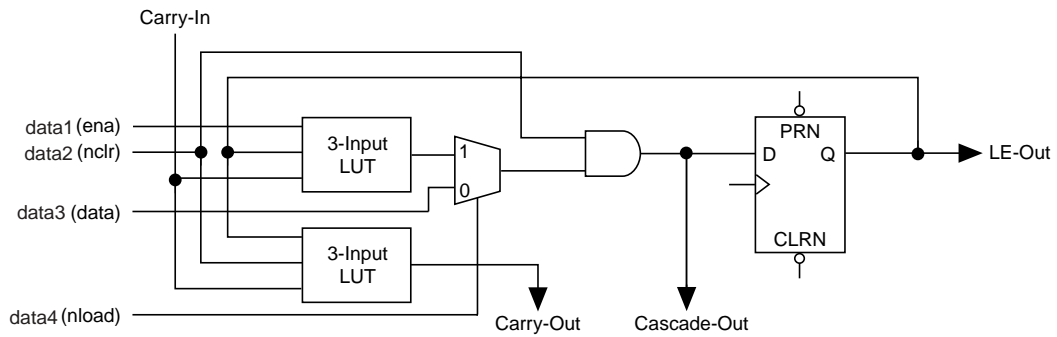 Carry-In
data1 (ena)
data2 (nclr)
data3 (data)
data4 (nload)
3-Input
LUT
1
0
3-Input
LUT
PRN
D
Q
CLRN
LE-Out
Carry-Out
Cascade-Out